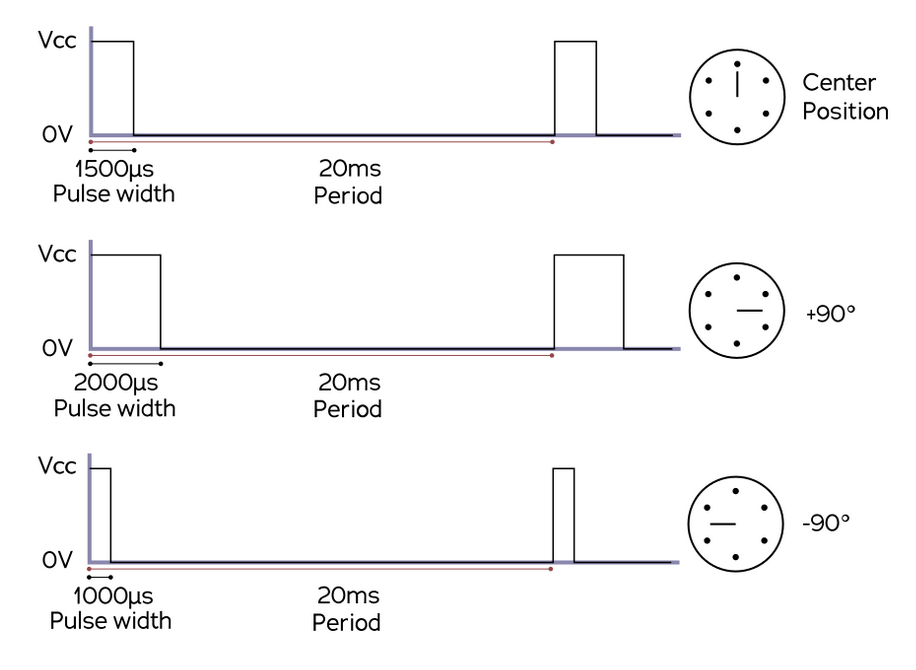 Vcc
0V
1500µs
Pulse width
20ms
Period
Center
Position
Vcc
0V
2000µs
Pulse width
20ms
Period
+90°
Vcc
0V
1000µs
Pulse width
20ms
Period
-90°